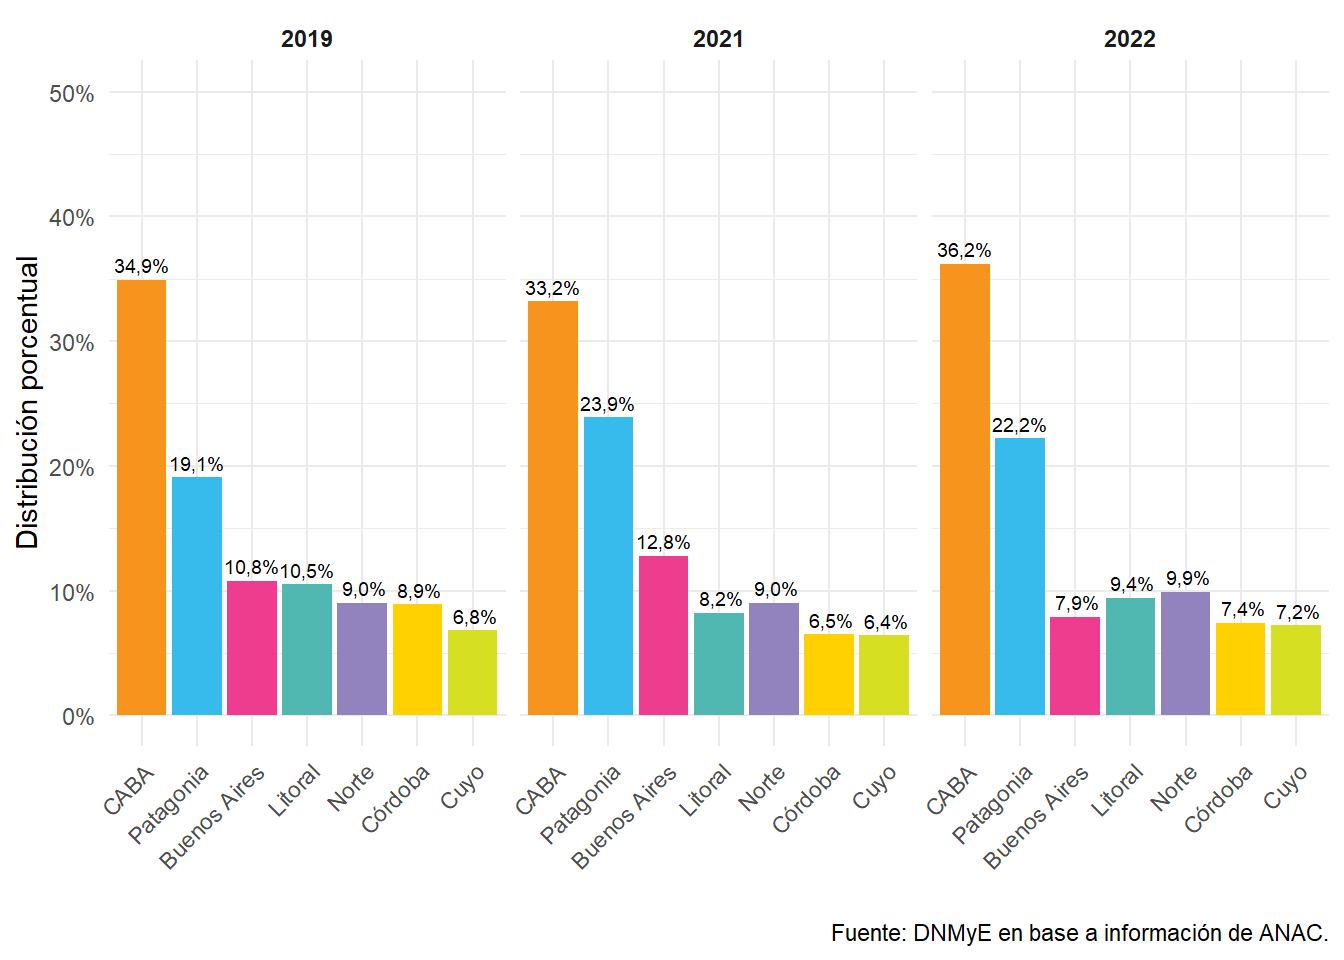 2019
2021
2022
Distribución porcentual
50%
40%
30%
20%
10%
0%
34,9%
19,1%
10,8%
10,5%
9,0%
8,9%
6,8%
33,2%
23,9%
12,8%
8,2%
9,0%
6,5%
6,4%
36,2%
22,2%
7,9%
9,4%
9,9%
7,4%
7,2%
CABA
Patagonia
Buenos Aires
Litoral
Norte
Córdoba
Cuyo
CABA
Patagonia
Buenos Aires
Litoral
Norte
Córdoba
Cuyo
CABA
Patagonia
Buenos Aires
Litoral
Norte
Córdoba
Cuyo
Fuente: DNMyE en base a información de ANAC.